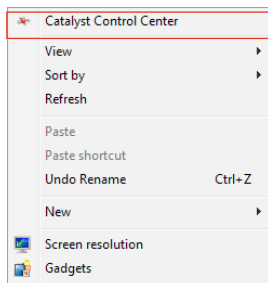 Catalyst Control Center
View
Sort by
Refresh
Paste
Paste shortcut
Undo Rename Ctrl+Z
New
Screen resolution
Gadgets